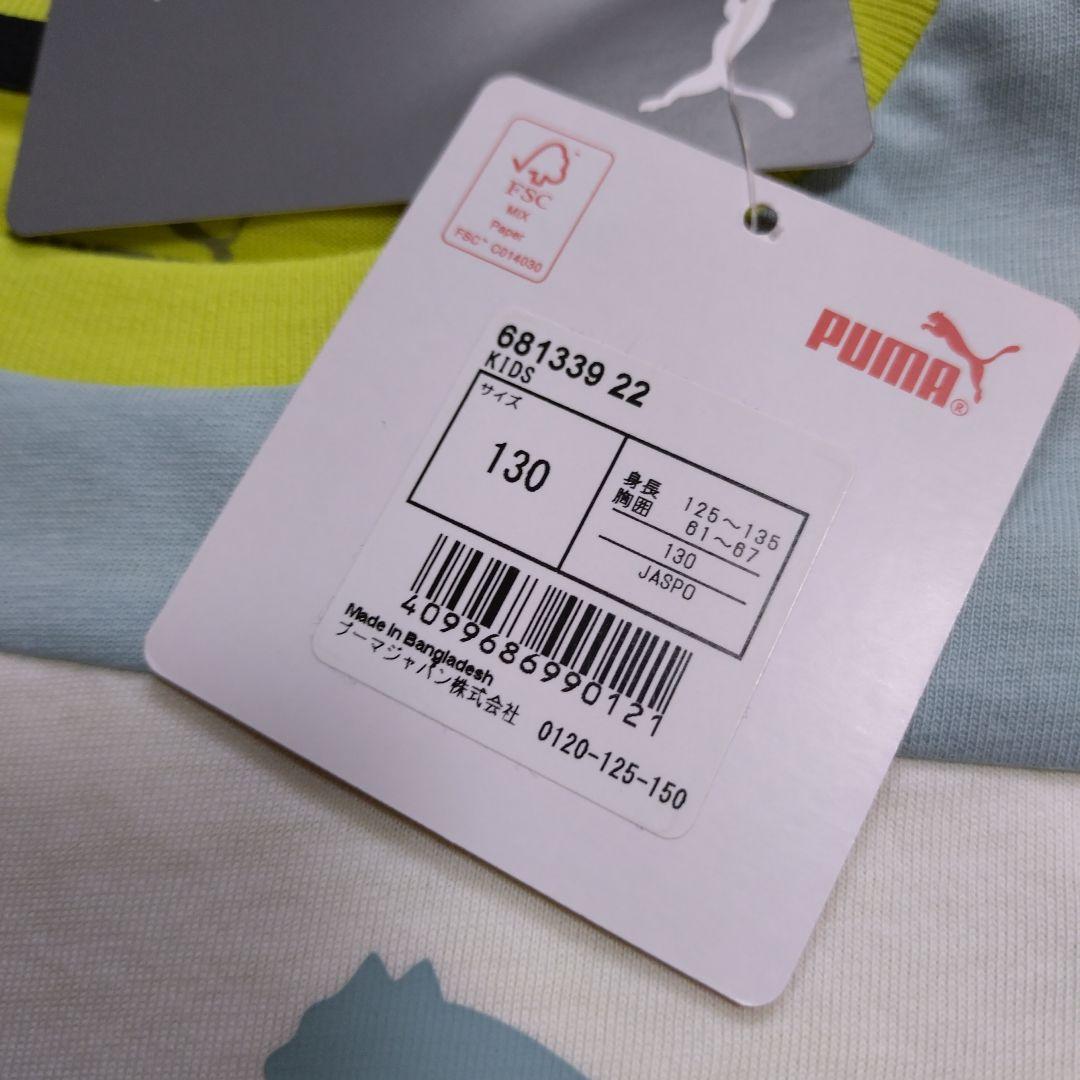 FSC
MIX
Paper
FSC™ C014030
PUMA®
681339 22
KIDS
サイズ
130
身長 125～135
胸囲 61～67
130
JASPO
4099686990121
Made in Bangladesh
プーマジャパン株式会社 0120-125-150